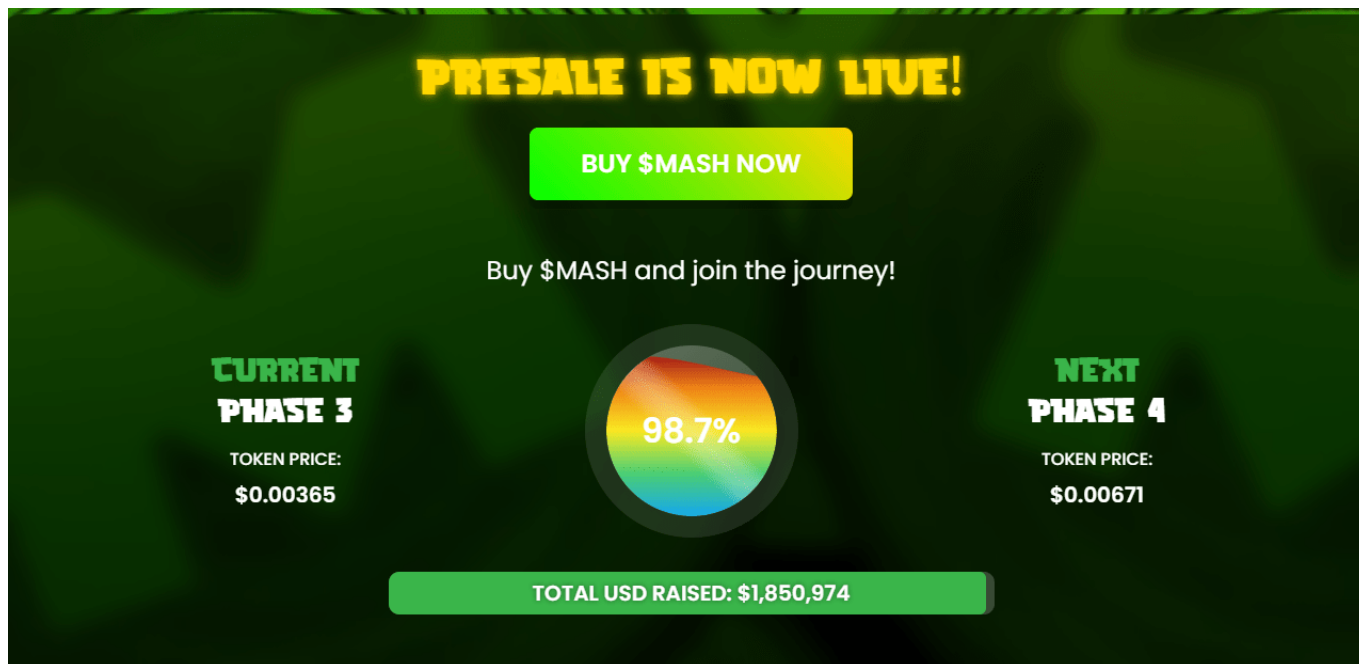 PRESALE IS NOW LIVE!
BUY $MASH NOW
Buy $MASH and join the journey!
CURRENT
PHASE 3
TOKEN PRICE:
$0.00365
98.7%
NEXT
PHASE 4
TOKEN PRICE:
$0.00671
TOTAL USD RAISED: $1,850,974